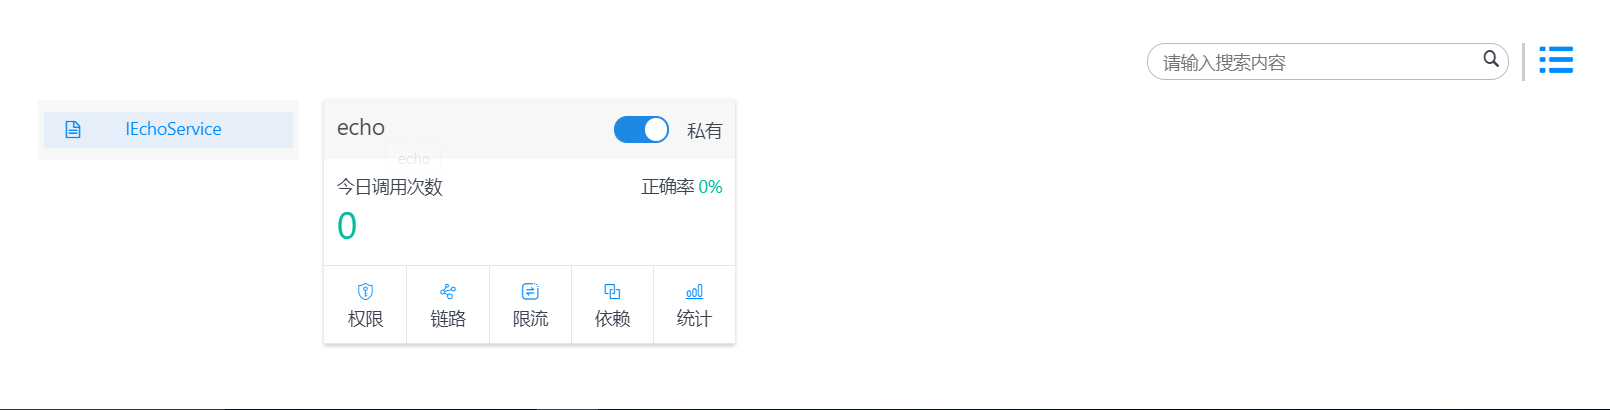 请输入搜索内容
IEchoService
echo
私有
echo
今日调用次数
正确率 0%
0
权限
链路
限流
依赖
统计